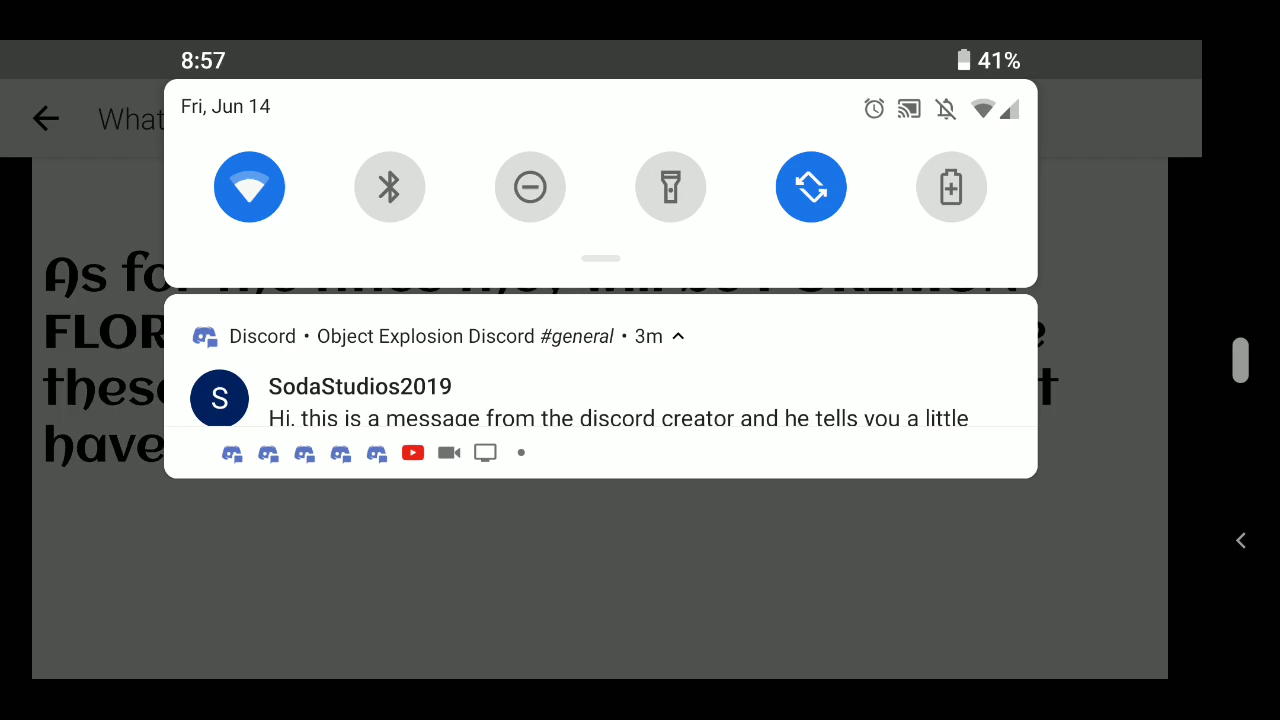 8:57
41%
Fri, Jun 14
What
As for
FLOR
these
have
Discord • Object Explosion Discord #general • 3m
S
SodaStudios2019
Hi, this is a message from the discord creator and he tells you a little